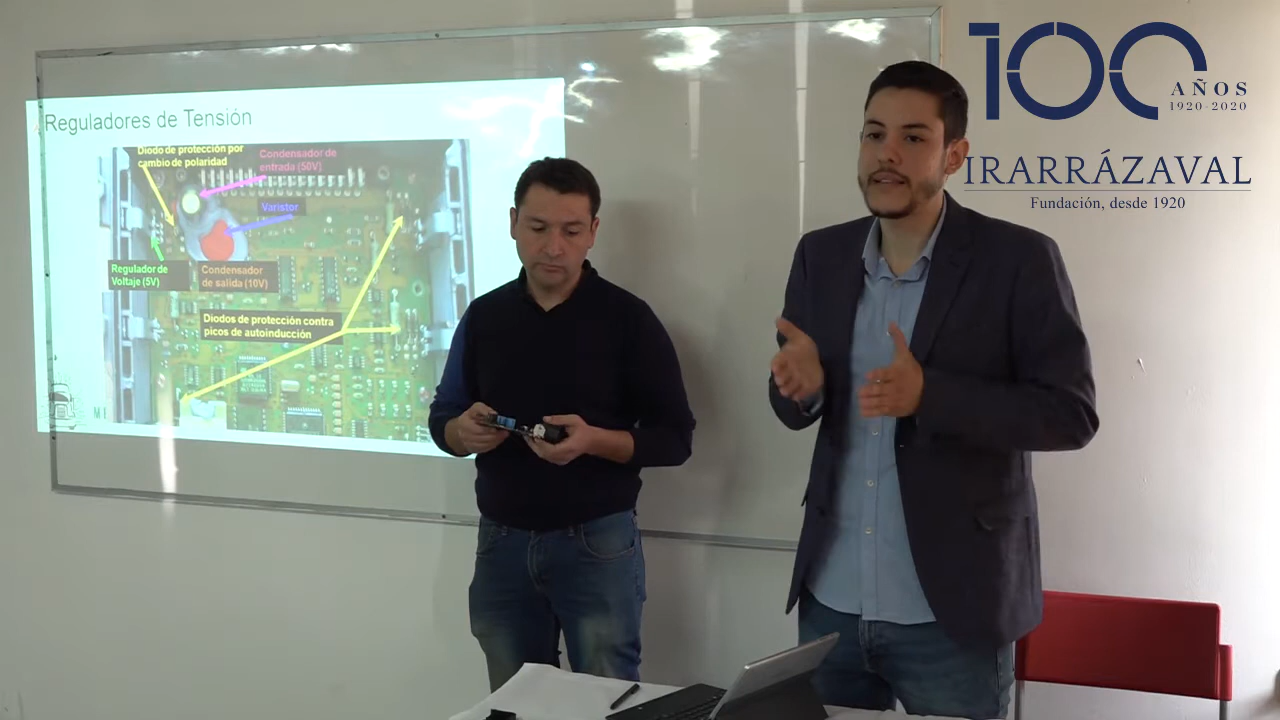 Reguladores de Tensión
Diodo de protección por
cambio de polaridad
Condensador de
entrada (50V)
Varistor
Regulador de
Voltaje (5V)
Condensador
de salida (10V)
Diodos de protección contra
picos de autoinducción
100
AÑOS
1920-2020
IRARRÁZAVAL
Fundación, desde 1920